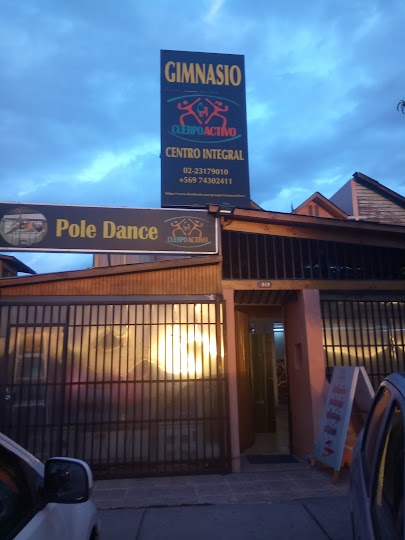 GIMNASIO
CUERPO ACTIVO
CENTRO INTEGRAL
02-23179010
+569 74302411
Pole Dance
CUERPO ACTIVO